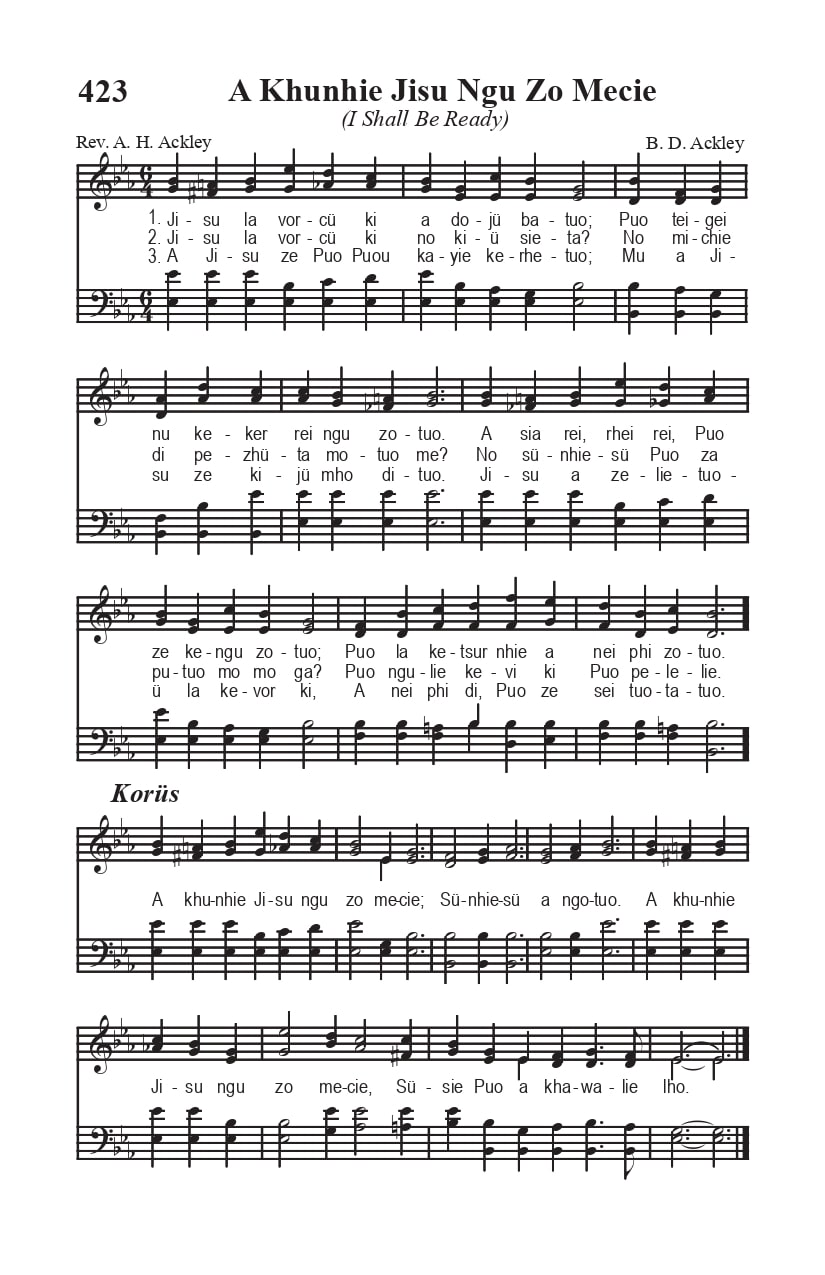 423 A Khunhie Jisu Ngu Zo Mecie
(I Shall Be Ready)
Rev. A. H. Ackley B. D. Ackley
1. Ji - su la vor - cü ki a do - jü ba - tuo; Puo tei - gei
2. Ji - su la vor - cü ki no ki - ü sie - ta? No mi - chie
3. A Ji - su ze Puo Puou ka - yie ke - rhe - tuo; Mu a Ji -
nu ke - ker rei ngu zo - tuo. A sia rei, rhei rei, Puo
di pe - zhü - ta mo - tuo me? No sü - nhie - sü Puo za
su ze ki - jü mho di - tuo. Ji - su a ze - lie - tuo -
ze ke - ngu zo - tuo; Puo la ke - tsur nhie a nei phi zo - tuo.
pu - tuo mo mo ga? Puo ngu - lie ke - vi ki Puo pe - le - lie.
ü la ke - vor ki, A nei phi di, Puo ze sei tuo - ta - tuo.
Korüs
A khu-nhie Ji-su ngu zo me-cie; Sü-nhie-sü a ngo-tuo. A khu-nhie
Ji - su ngu zo me-cie, Sü - sie Puo a kha-wa - lie lho.